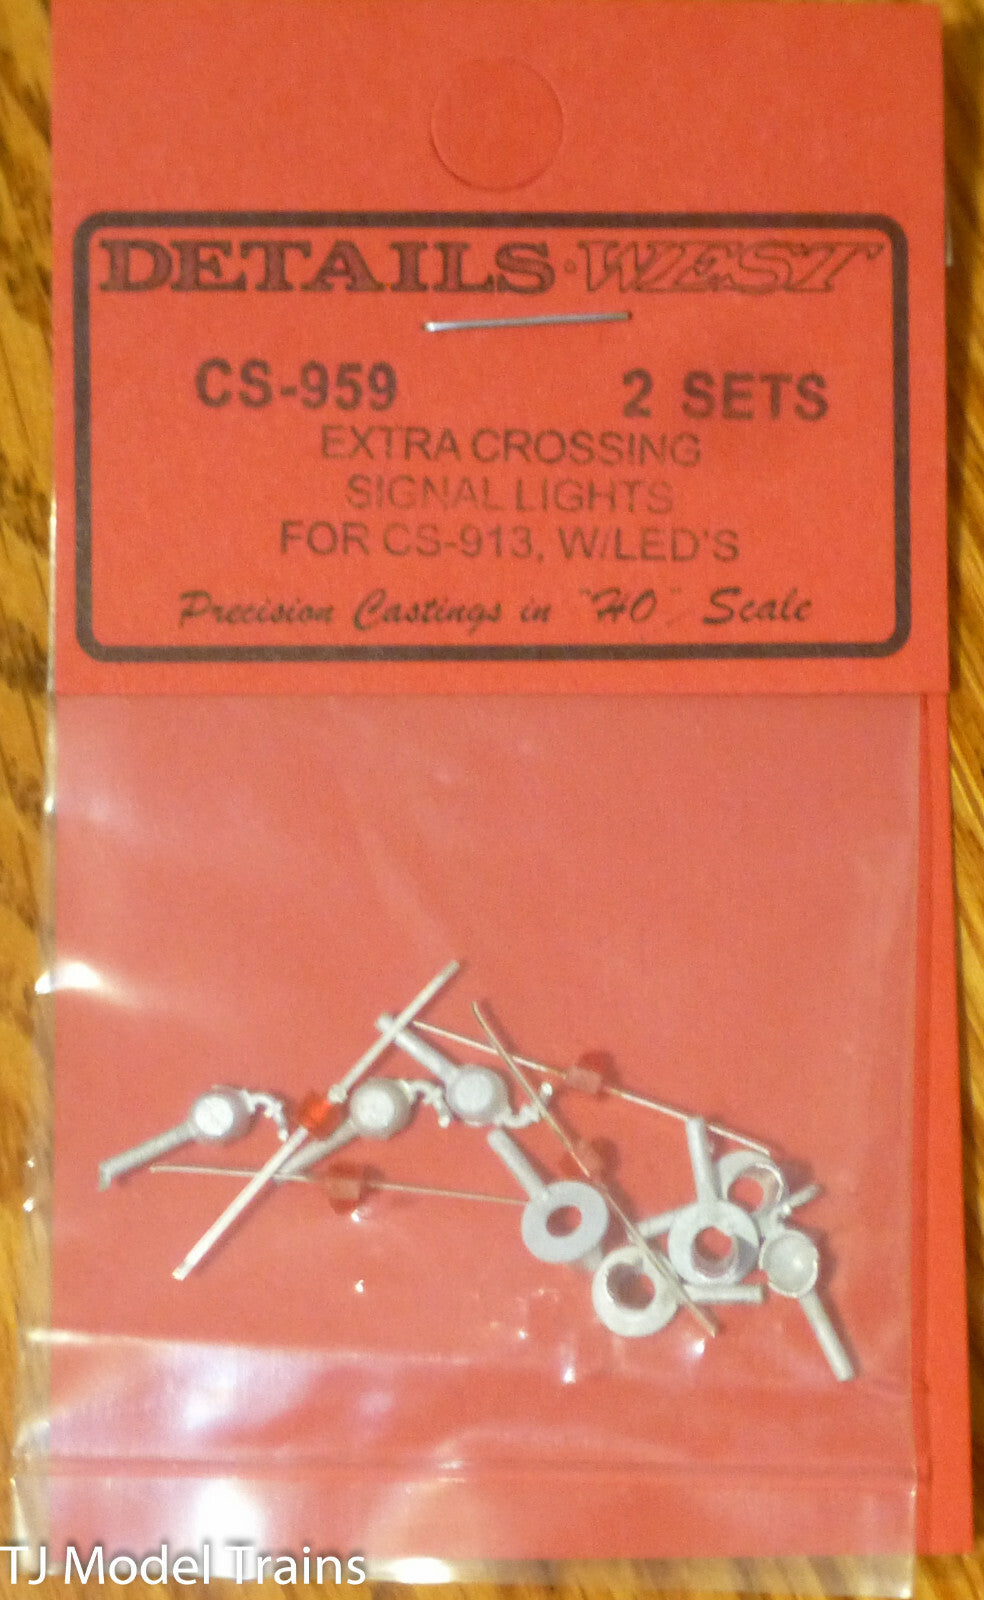 DETAILS·WEST
CS-959 2 SETS
EXTRA CROSSING
SIGNAL LIGHTS
FOR CS-913, W/LED'S
Precision Castings in "HO" Scale
TJ Model Trains